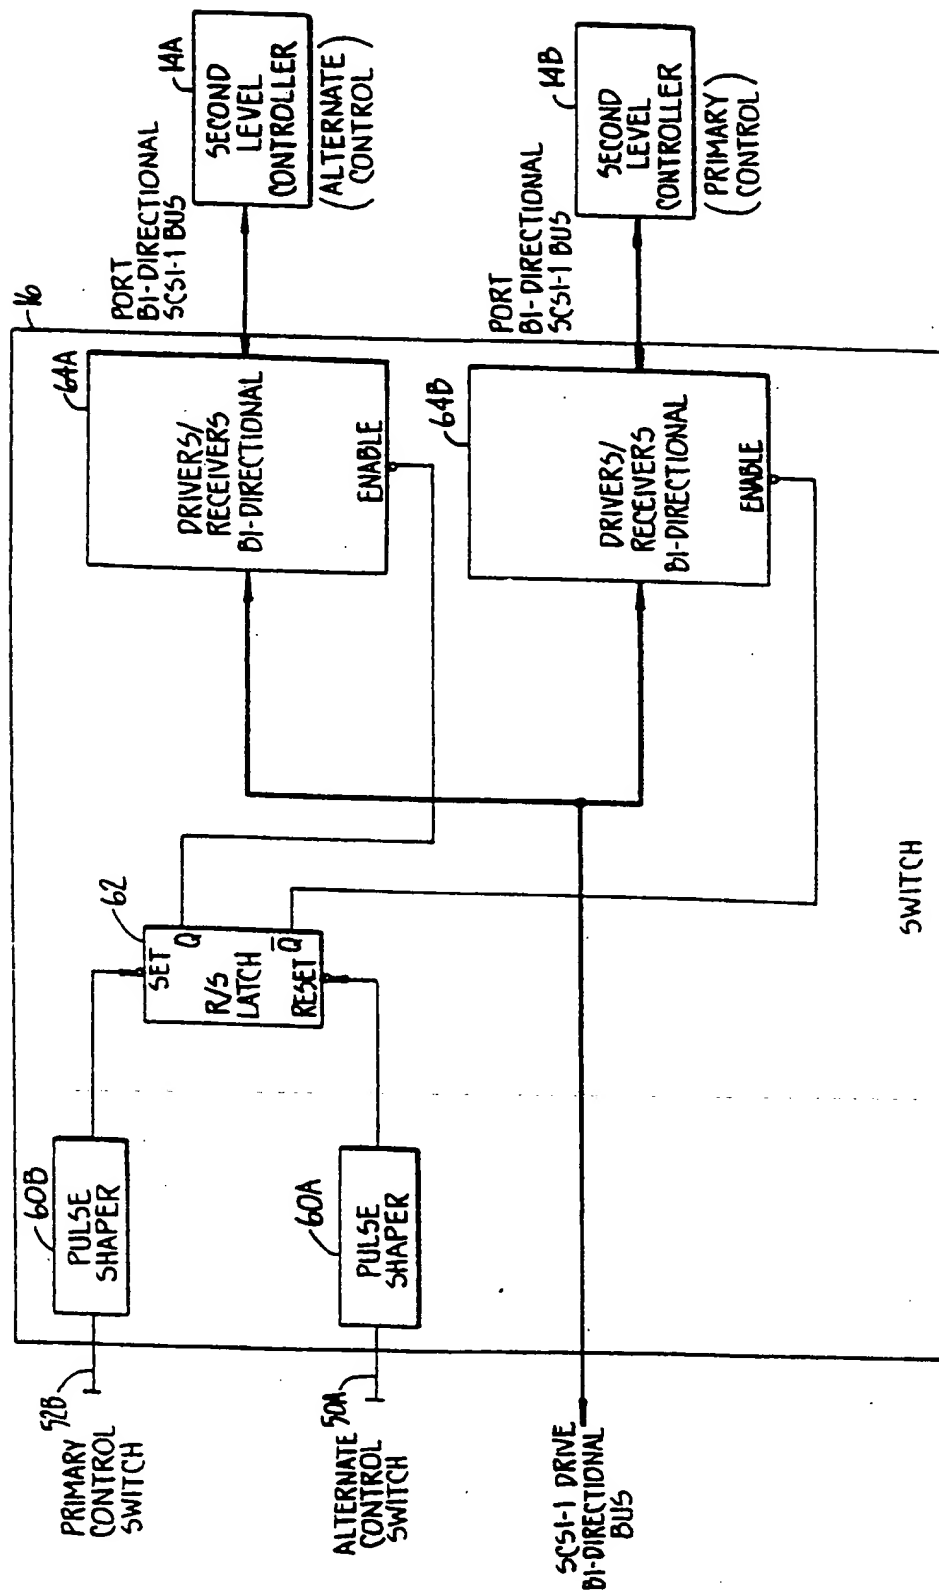 PRIMARY
CONTROL
SWITCH
52B
60B
PULSE
SHAPER
ALTERNATE
CONTROL
SWITCH
50A
60A
PULSE
SHAPER
SCSI-1 DRIVE
BI-DIRECTIONAL
BUS
62
SET
Q
R/S
LATCH
RESET
Q̅
SWITCH
16
64A
DRIVERS/
RECEIVERS
BI-DIRECTIONAL
ENABLE
64B
DRIVERS/
RECEIVERS
BI-DIRECTIONAL
ENABLE
PORT
BI-DIRECTIONAL
SCSI-1 BUS
14A
SECOND
LEVEL
CONTROLLER
(ALTERNATE
CONTROL)
PORT
BI-DIRECTIONAL
SCSI-1 BUS
14B
SECOND
LEVEL
CONTROLLER
(PRIMARY
CONTROL)